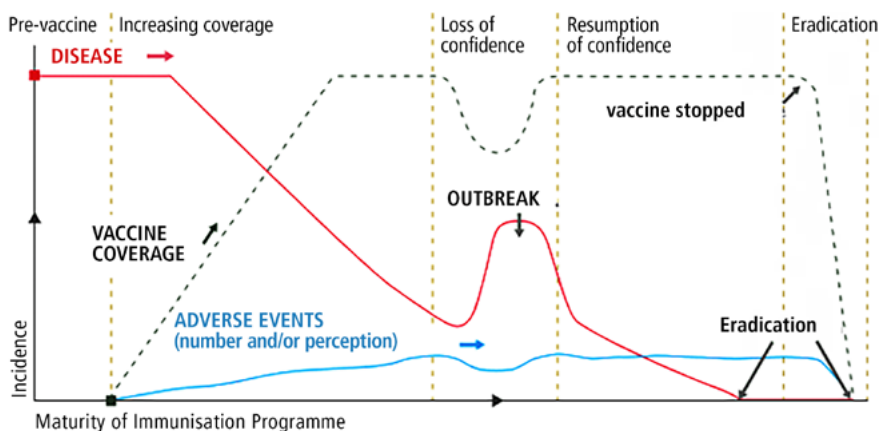 Pre-vaccine
Increasing coverage
Loss of
confidence
Resumption
of confidence
Eradication
DISEASE
vaccine stopped
OUTBREAK
VACCINE
COVERAGE
ADVERSE EVENTS
(number and/or perception)
Eradication
Incidence
Maturity of Immunisation Programme